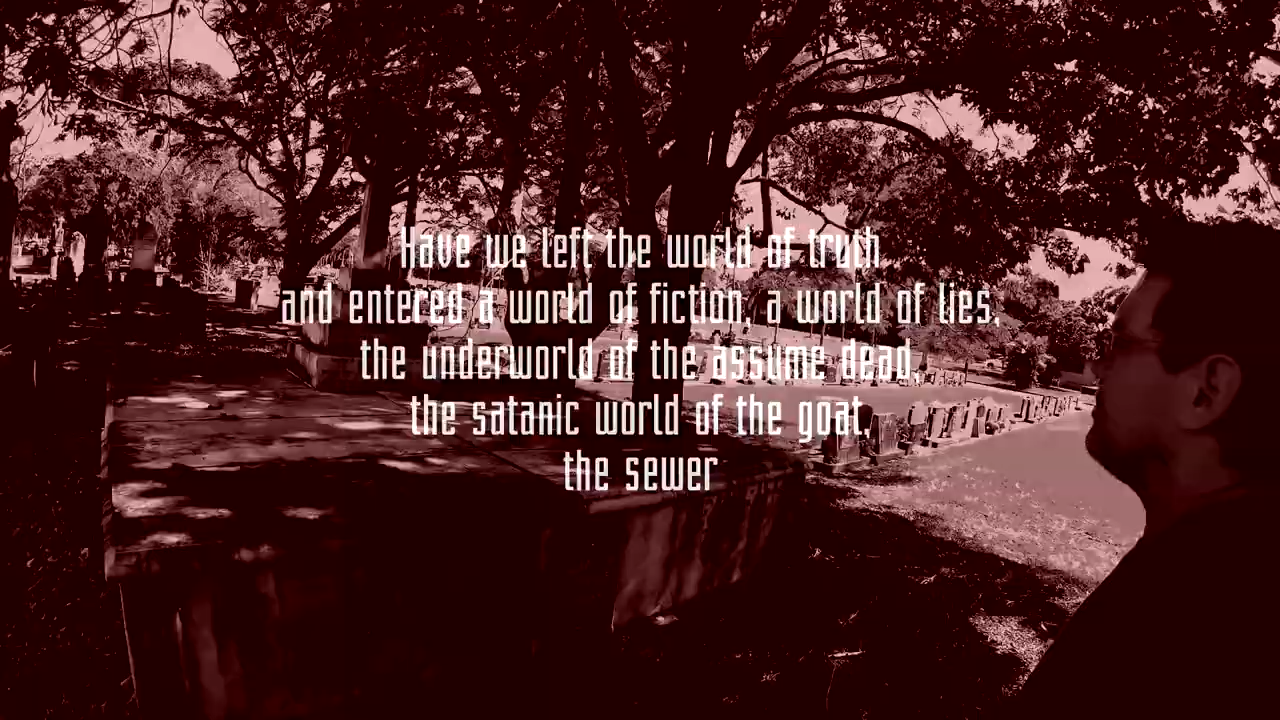 Have we left the world of truth
and entered a world of fiction, a world of lies,
the underworld of the assume dead,
the satanic world of the goat,
the sewer